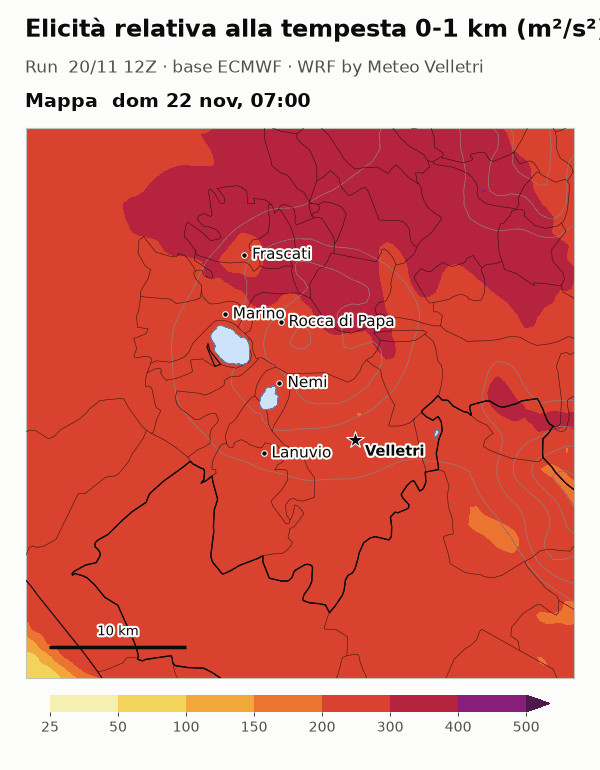 Elicità relativa alla tempesta 0-1 km (m²/s²)
Run  20/11 12Z · base ECMWF · WRF by Meteo Velletri
Mappa  dom 22 nov, 07:00
Frascati
Marino
Rocca di Papa
Nemi
Velletri
Lanuvio
10 km
25 50 100 150 200 300 400 500